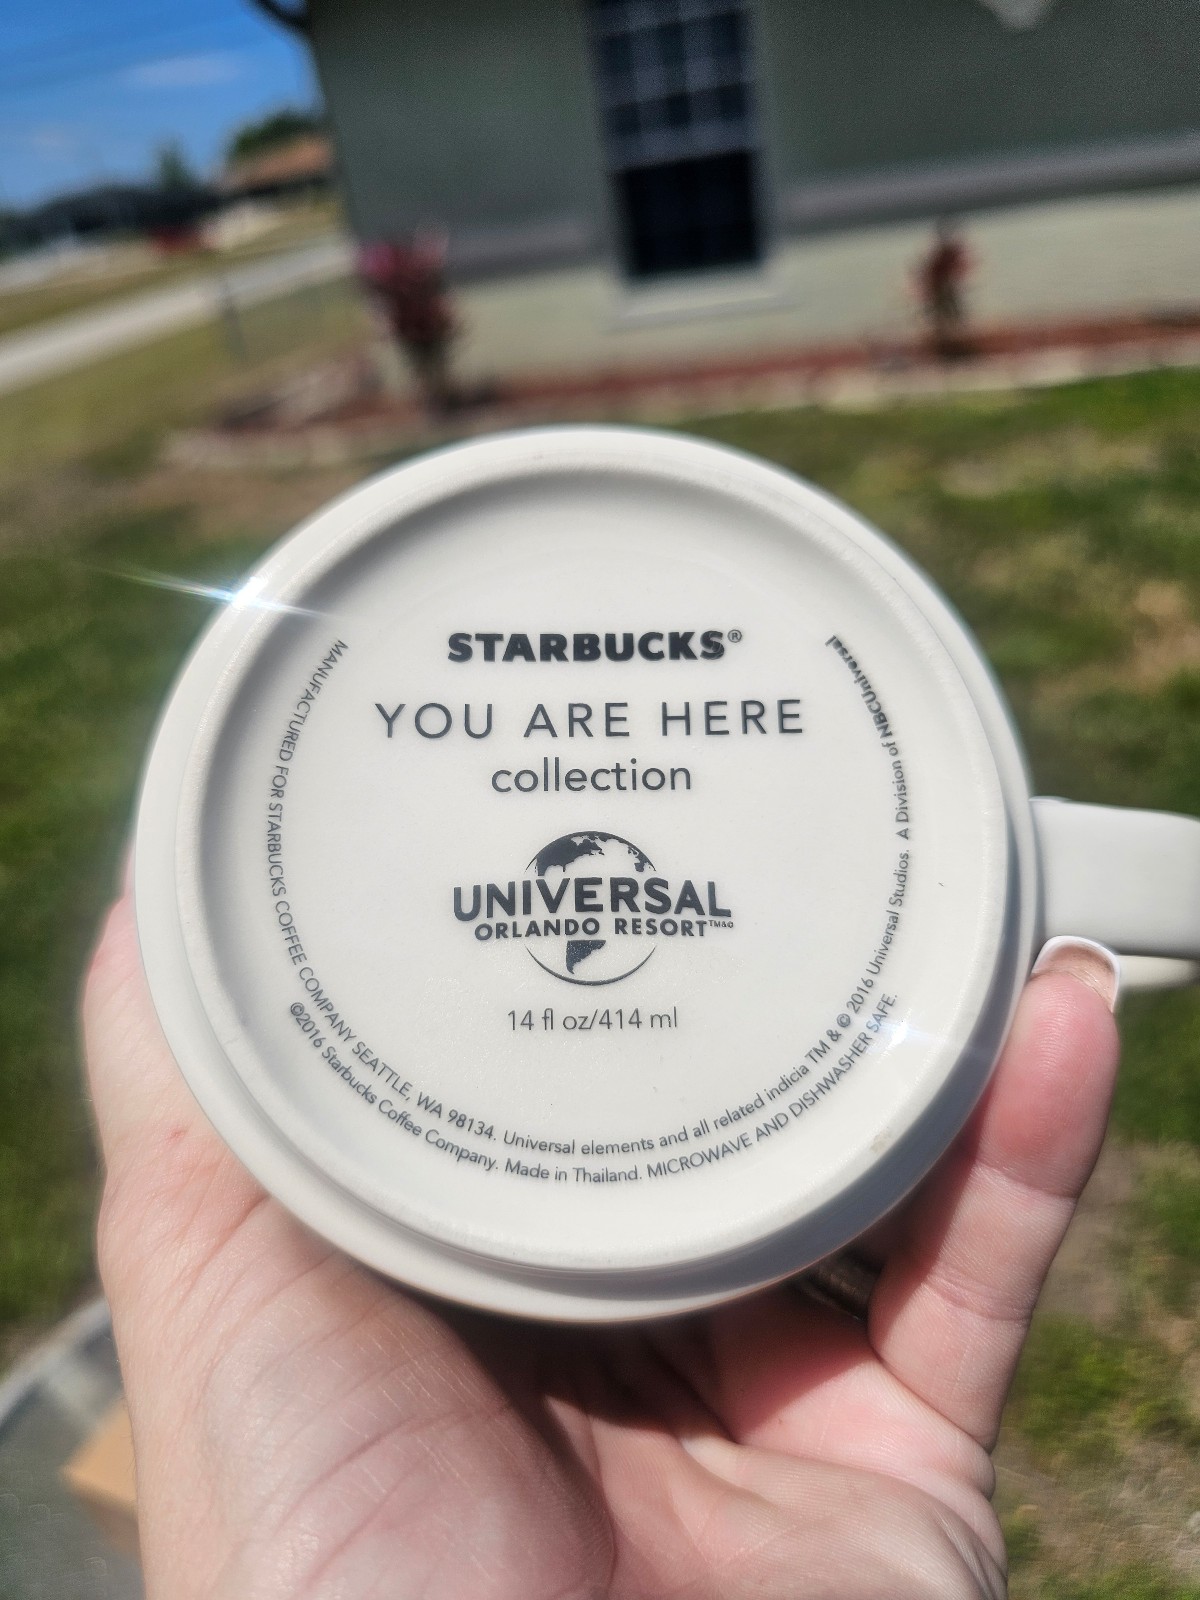 STARBUCKS®
YOU ARE HERE
collection
UNIVERSAL
ORLANDO RESORT™&©
14 fl oz/414 ml
MANUFACTURED FOR STARBUCKS COFFEE COMPANY SEATTLE, WA 98134. Universal elements and all related indicia TM & © 2016 Universal Studios. A Division of NBCUniversal
©2016 Starbucks Coffee Company. Made in Thailand. MICROWAVE AND DISHWASHER SAFE.